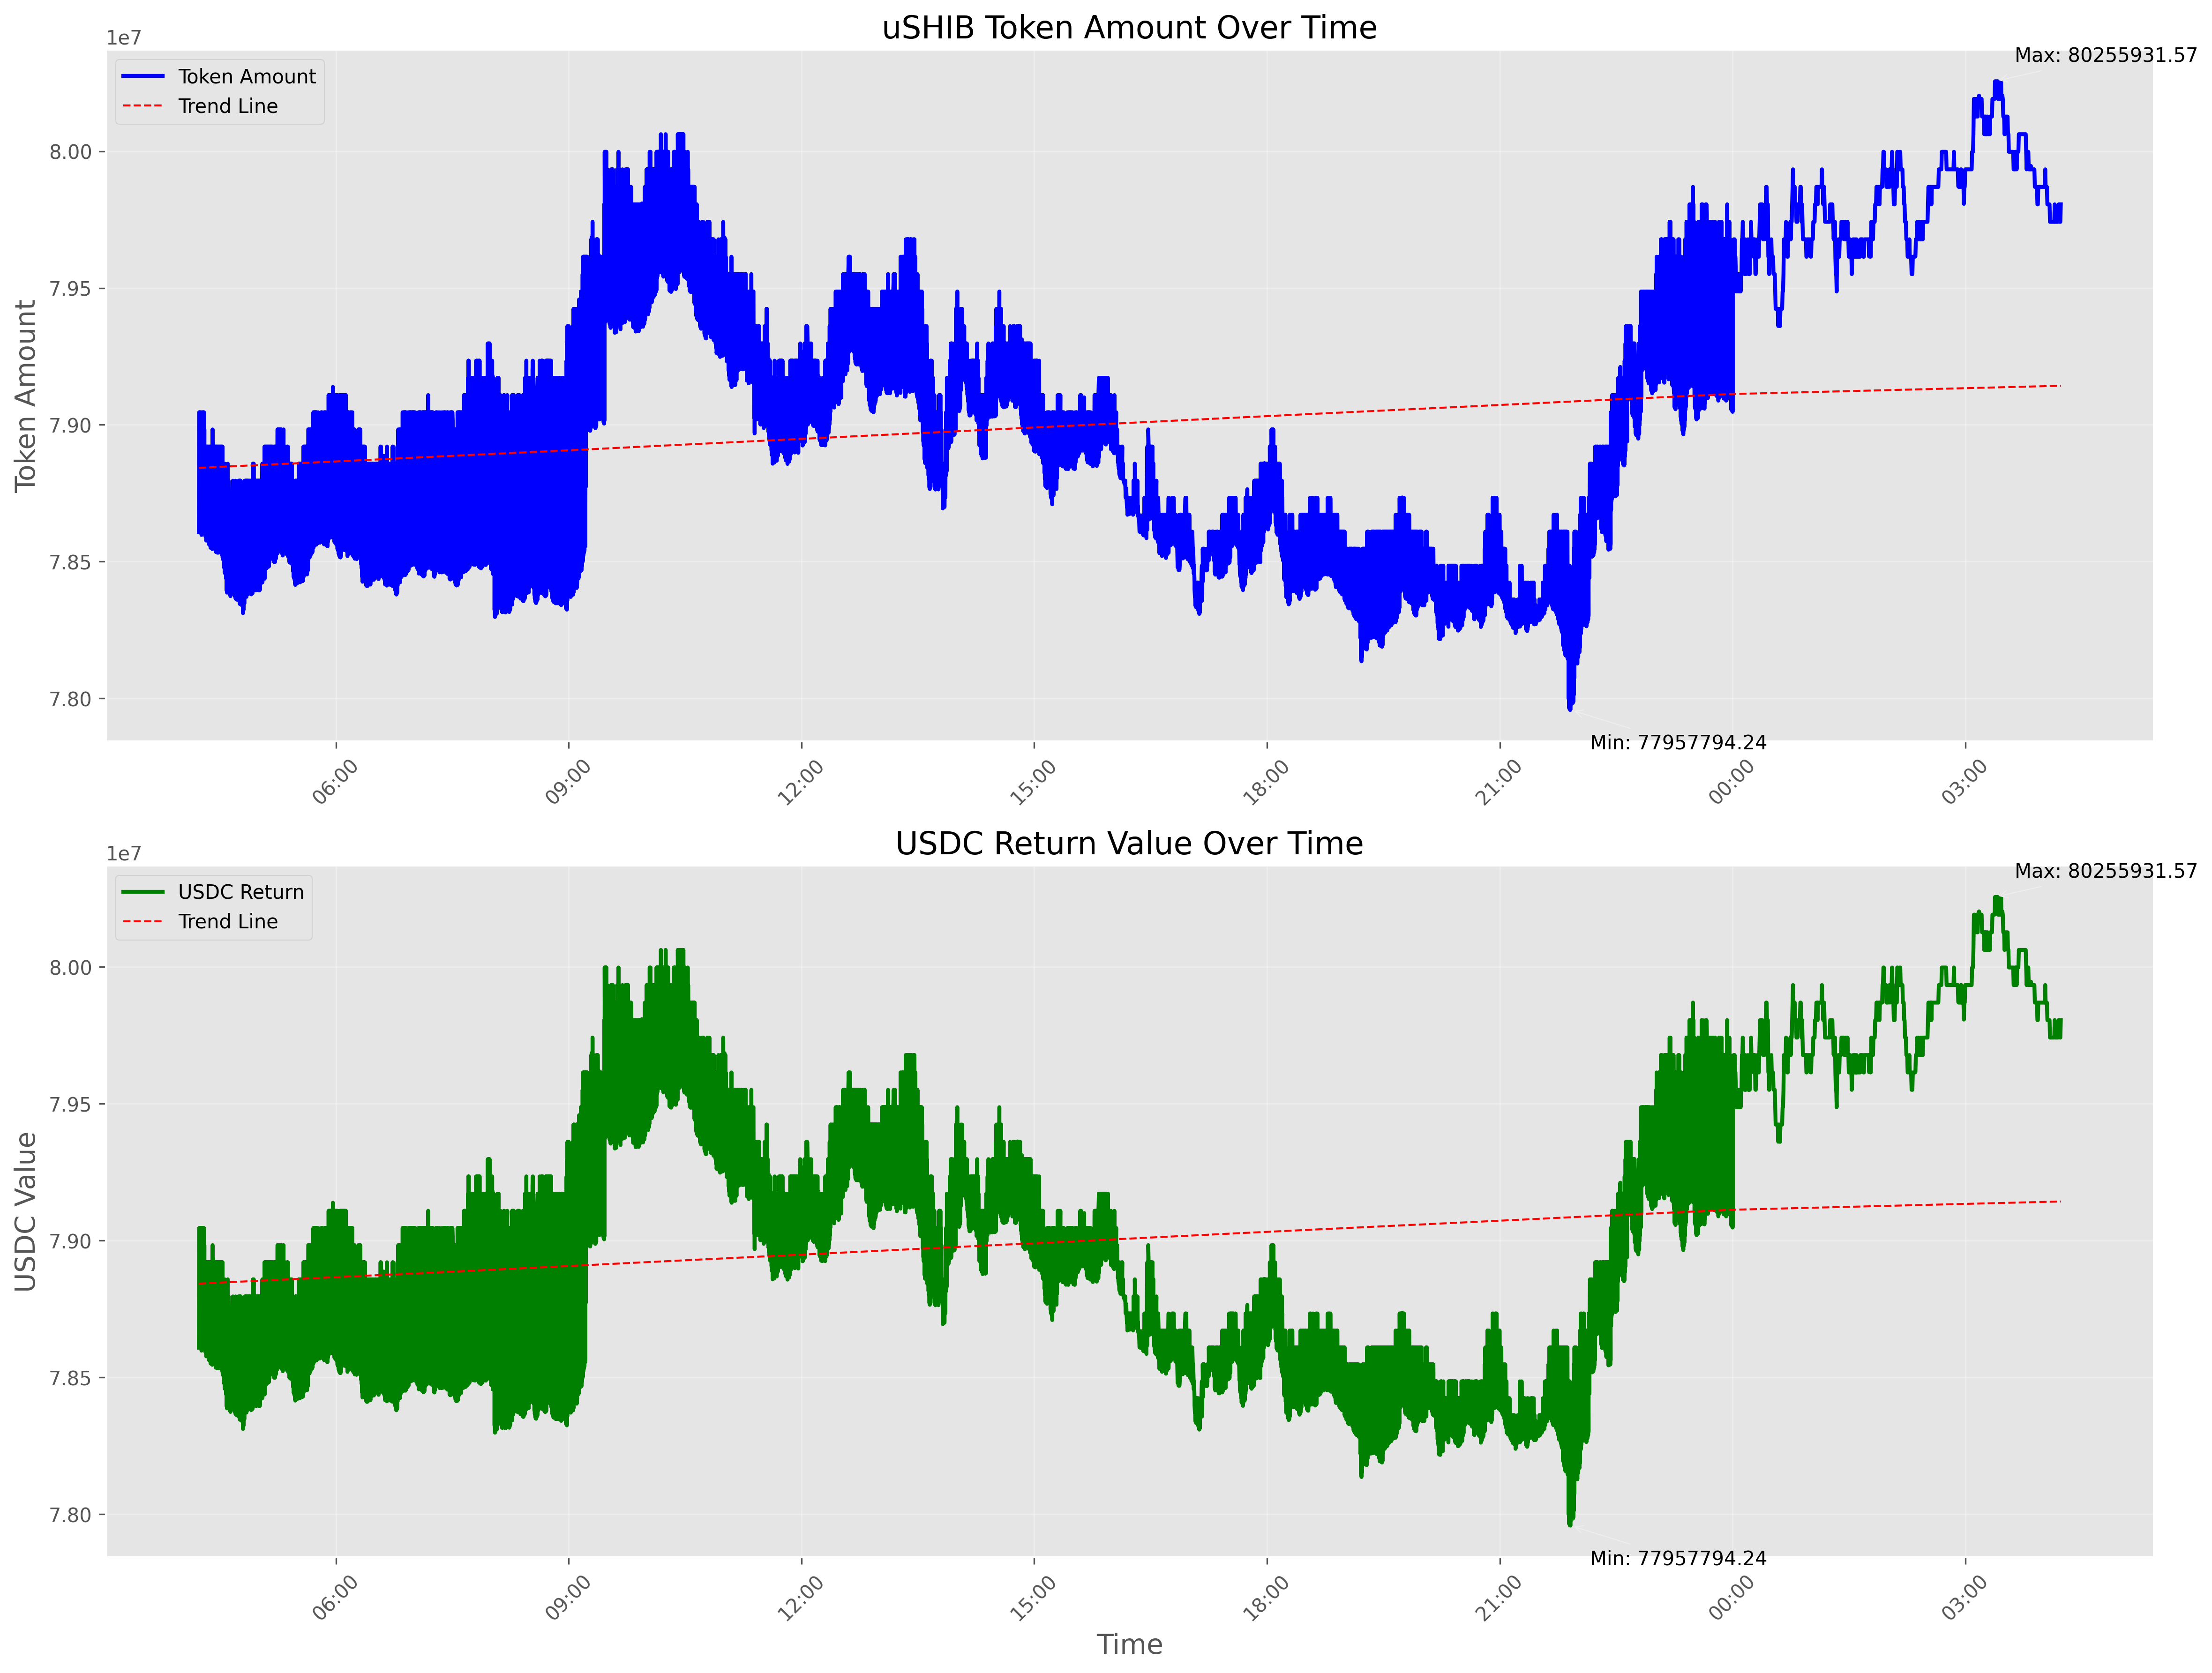 uSHIB Token Amount Over Time
1e7
Max: 80255931.57
Token Amount
Trend Line
8.00
7.95
7.90
7.85
7.80
Token Amount
Min: 77957794.24
06:00
09:00
12:00
15:00
18:00
21:00
00:00
03:00
USDC Return Value Over Time
1e7
Max: 80255931.57
USDC Return
Trend Line
8.00
7.95
7.90
7.85
7.80
USDC Value
Min: 77957794.24
06:00
09:00
12:00
15:00
18:00
21:00
00:00
03:00
Time